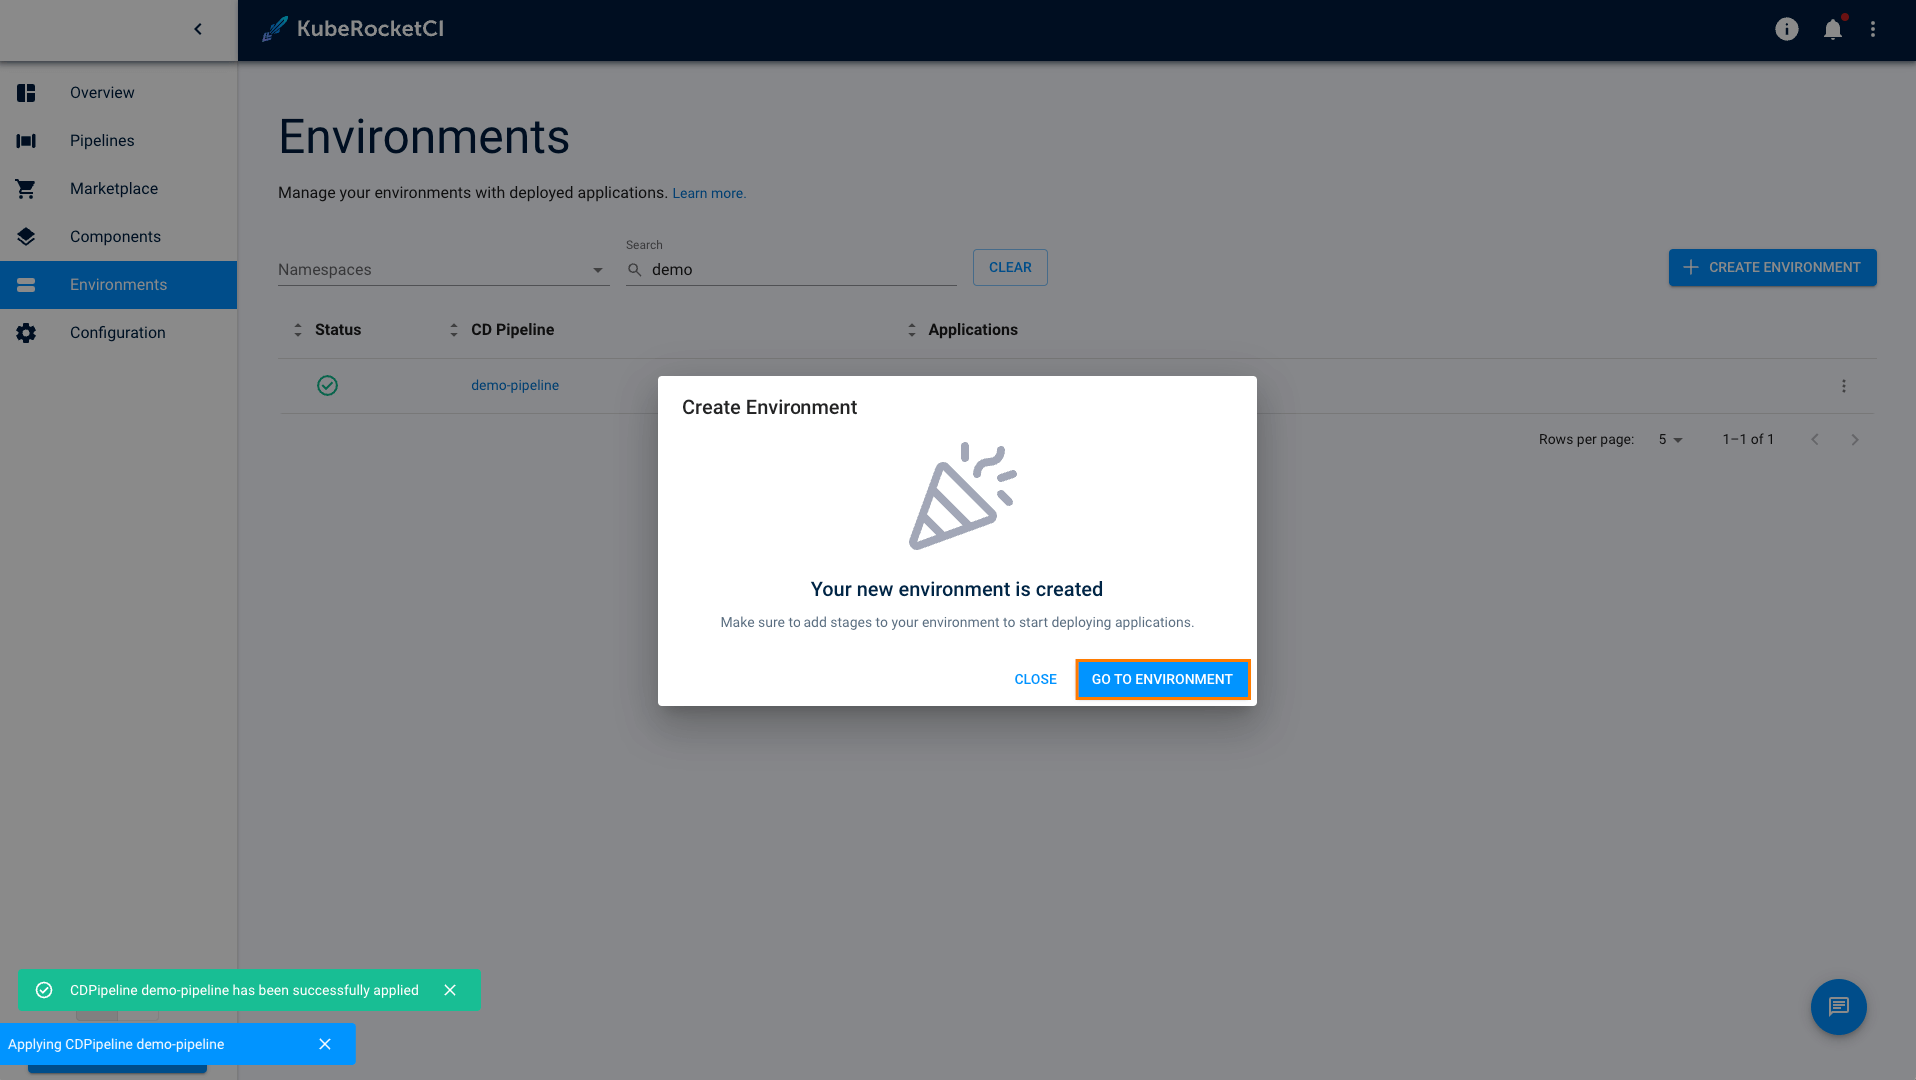 KubeRocketCI
Overview
Pipelines
Marketplace
Components
Environments
Configuration
Environments
Manage your environments with deployed applications. Learn more.
Namespaces
Search
demo
CLEAR
CREATE ENVIRONMENT
Status
CD Pipeline
Applications
demo-pipeline
Rows per page:
5
1–1 of 1
Create Environment
Your new environment is created
Make sure to add stages to your environment to start deploying applications.
CLOSE
GO TO ENVIRONMENT
CDPipeline demo-pipeline has been successfully applied
Applying CDPipeline demo-pipeline